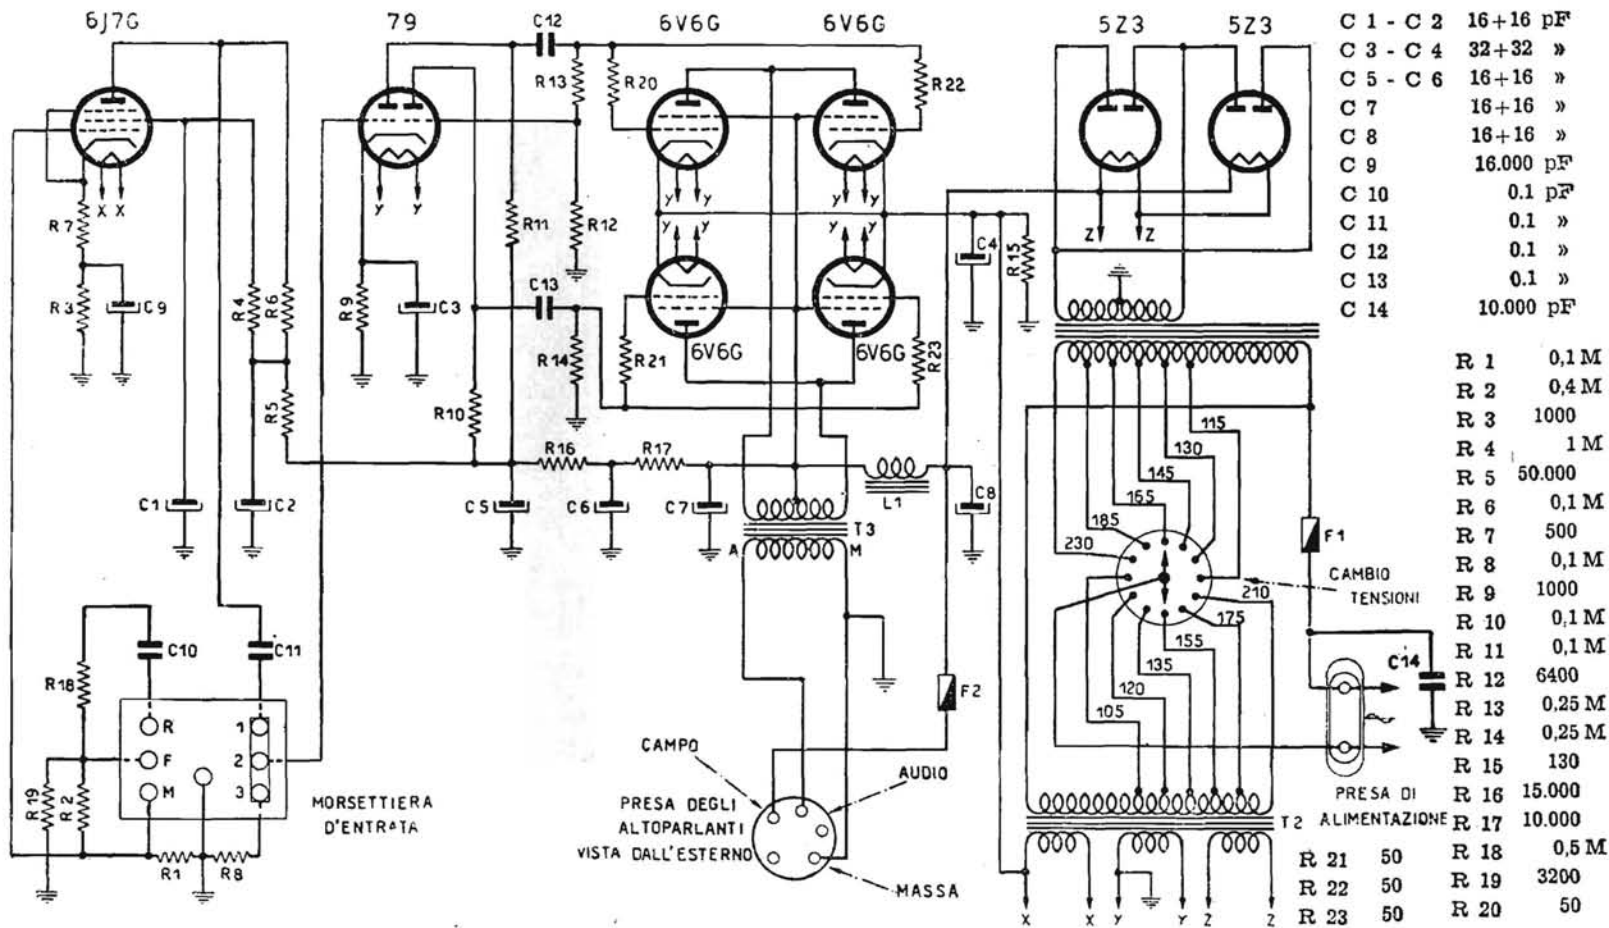 6J7G
79
C12
6V6G
6V6G
5Z3
5Z3
R13
R20
R22
X X
Y Y
Y Y
Y Y
Y Y
Y Y
Z Z
R7
R11
R12
C4
R15
R3
C9
R4
R6
R9
C3
C13
R14
R21
6V6G
6V6G
R23
R5
R10
R16
R17
L1
C1
C2
C5
C6
C7
C8
T3
A
M
115
130
145
165
185
230
F1
CAMBIO
TENSIONI
210
175
155
135
120
105
C10
C11
C14
R18
R
F
M
1
2
3
R19
R2
R1
R8
MORSETTIERA
D'ENTRATA
F2
CAMPO
AUDIO
PRESA DEGLI
ALTOPARLANTI
VISTA DALL'ESTERNO
MASSA
PRESA DI
ALIMENTAZIONE
T2
X X Y Y Z Z
C 1 - C 2 16+16 pF
C 3 - C 4 32+32 »
C 5 - C 6 16+16 »
C 7 16+16 »
C 8 16+16 »
C 9 16.000 pF
C 10 0.1 pF
C 11 0.1 »
C 12 0.1 »
C 13 0.1 »
C 14 10.000 pF
R 1 0,1 M
R 2 0,4 M
R 3 1000
R 4 1 M
R 5 50.000
R 6 0,1 M
R 7 500
R 8 0,1 M
R 9 1000
R 10 0,1 M
R 11 0,1 M
R 12 6400
R 13 0,25 M
R 14 0,25 M
R 15 130
R 16 15.000
R 17 10.000
R 18 0,5 M
R 19 3200
R 20 50
R 21 50
R 22 50
R 23 50